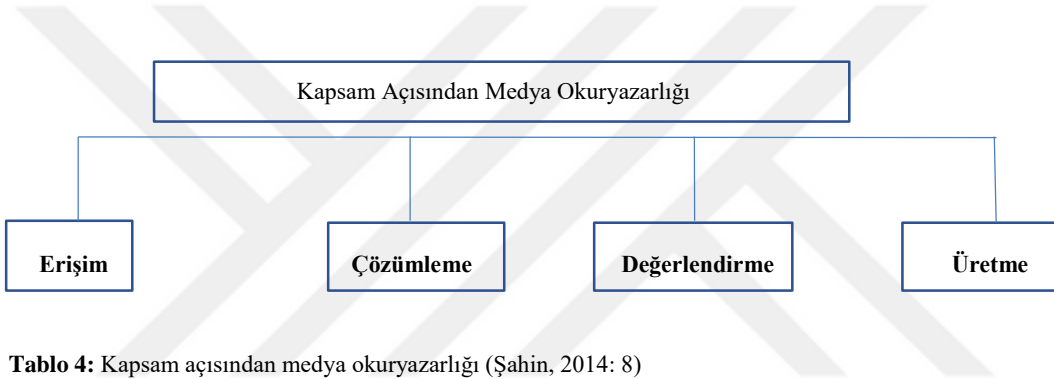 Kapsam Açısından Medya Okuryazarlığı
Erişim
Çözümleme
Değerlendirme
Üretme
Tablo 4: Kapsam açısından medya okuryazarlığı (Şahin, 2014: 8)